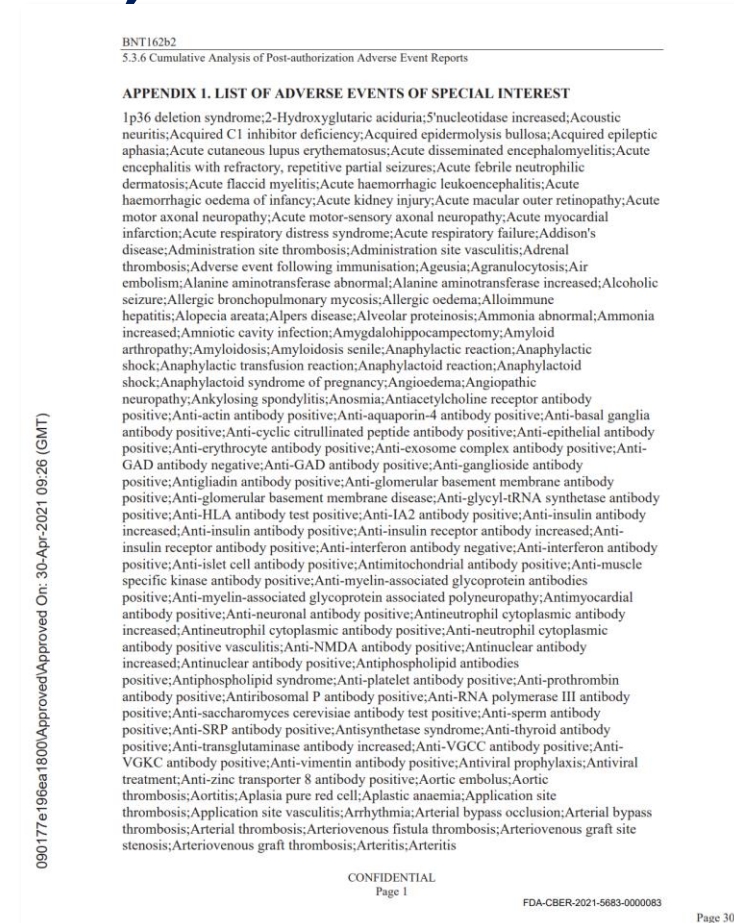 BNT162b2
5.3.6 Cumulative Analysis of Post-authorization Adverse Event Reports
APPENDIX 1. LIST OF ADVERSE EVENTS OF SPECIAL INTEREST
1p36 deletion syndrome;2-Hydroxyglutaric aciduria;5'nucleotidase increased;Acoustic
neuritis;Acquired C1 inhibitor deficiency;Acquired epidermolysis bullosa;Acquired epileptic
aphasia;Acute cutaneous lupus erythematosus;Acute disseminated encephalomyelitis;Acute
encephalitis with refractory, repetitive partial seizures;Acute febrile neutrophilic
dermatosis;Acute flaccid myelitis;Acute haemorrhagic leukoencephalitis;Acute
haemorrhagic oedema of infancy;Acute kidney injury;Acute macular outer retinopathy;Acute
motor axonal neuropathy;Acute motor-sensory axonal neuropathy;Acute myocardial
infarction;Acute respiratory distress syndrome;Acute respiratory failure;Addison's
disease;Administration site thrombosis;Administration site vasculitis;Adrenal
thrombosis;Adverse event following immunisation;Ageusia;Agranulocytosis;Air
embolism;Alanine aminotransferase abnormal;Alanine aminotransferase increased;Alcoholic
seizure;Allergic bronchopulmonary mycosis;Allergic oedema;Alloimmune
hepatitis;Alopecia areata;Alpers disease;Alveolar proteinosis;Ammonia abnormal;Ammonia
increased;Amniotic cavity infection;Amygdalohippocampectomy;Amyloid
arthropathy;Amyloidosis;Amyloidosis senile;Anaphylactic reaction;Anaphylactic
shock;Anaphylactic transfusion reaction;Anaphylactoid reaction;Anaphylactoid
shock;Anaphylactoid syndrome of pregnancy;Angioedema;Angiopathic
neuropathy;Ankylosing spondylitis;Anosmia;Antiacetylcholine receptor antibody
positive;Anti-actin antibody positive;Anti-aquaporin-4 antibody positive;Anti-basal ganglia
antibody positive;Anti-cyclic citrullinated peptide antibody positive;Anti-epithelial antibody
positive;Anti-erythrocyte antibody positive;Anti-exosome complex antibody positive;Anti-
GAD antibody negative;Anti-GAD antibody positive;Anti-ganglioside antibody
positive;Antigliadin antibody positive;Anti-glomerular basement membrane antibody
positive;Anti-glomerular basement membrane disease;Anti-glycyl-tRNA synthetase antibody
positive;Anti-HLA antibody test positive;Anti-IA2 antibody positive;Anti-insulin antibody
increased;Anti-insulin antibody positive;Anti-insulin receptor antibody increased;Anti-
insulin receptor antibody positive;Anti-interferon antibody negative;Anti-interferon antibody
positive;Anti-islet cell antibody positive;Antimitochondrial antibody positive;Anti-muscle
specific kinase antibody positive;Anti-myelin-associated glycoprotein antibodies
positive;Anti-myelin-associated glycoprotein associated polyneuropathy;Antimyocardial
antibody positive;Anti-neuronal antibody positive;Antineutrophil cytoplasmic antibody
increased;Antineutrophil cytoplasmic antibody positive;Anti-neutrophil cytoplasmic
antibody positive vasculitis;Anti-NMDA antibody positive;Antinuclear antibody
increased;Antinuclear antibody positive;Antiphospholipid antibodies
positive;Antiphospholipid syndrome;Anti-platelet antibody positive;Anti-prothrombin
antibody positive;Antiribosomal P antibody positive;Anti-RNA polymerase III antibody
positive;Anti-saccharomyces cerevisiae antibody test positive;Anti-sperm antibody
positive;Anti-SRP antibody positive;Antisynthetase syndrome;Anti-thyroid antibody
positive;Anti-transglutaminase antibody increased;Anti-VGCC antibody positive;Anti-
VGKC antibody positive;Anti-vimentin antibody positive;Antiviral prophylaxis;Antiviral
treatment;Anti-zinc transporter 8 antibody positive;Aortic embolus;Aortic
thrombosis;Aortitis;Aplasia pure red cell;Aplastic anaemia;Application site
thrombosis;Application site vasculitis;Arrhythmia;Arterial bypass occlusion;Arterial bypass
thrombosis;Arterial thrombosis;Arteriovenous fistula thrombosis;Arteriovenous graft site
stenosis;Arteriovenous graft thrombosis;Arteritis;Arteritis
090177e196ea1800\Approved\Approved On: 30-Apr-2021 09:26 (GMT)
CONFIDENTIAL
Page 1
FDA-CBER-2021-5683-0000083
Page 30